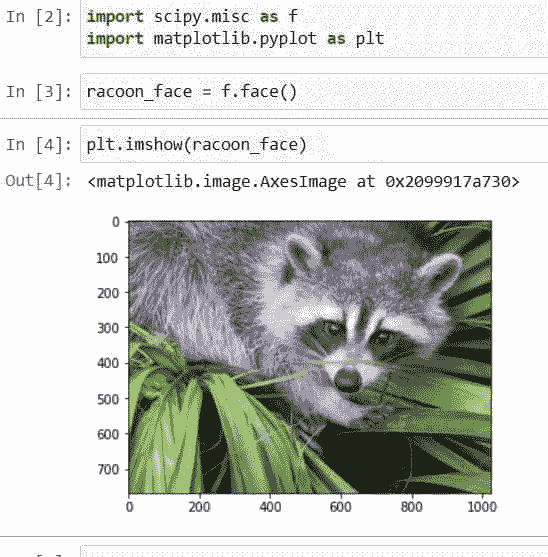 In [2]: import scipy.misc as f
import matplotlib.pyplot as plt
In [3]: racoon_face = f.face()
In [4]: plt.imshow(racoon_face)
Out[4]: <matplotlib.image.AxesImage at 0x2099917a730>
0
100
200
300
400
500
600
700
0 200 400 600 800 1000